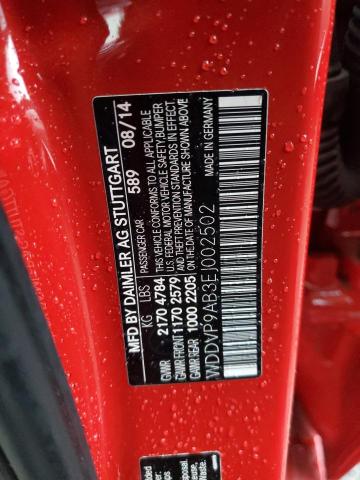 MFD BY DAIMLER AG STUTTGART
589 08/14
PASSENGER CAR
KG LBS
GVWR 2170 4784
GAWR FRONT 1170 2579
GAWR REAR 1000 2205
THIS VEHICLE CONFORMS TO ALL APPLICABLE
U.S. FEDERAL MOTOR VEHICLE SAFETY, BUMPER
AND THEFT PREVENTION STANDARDS IN EFFECT
ON THE DATE OF MANUFACTURE SHOWN ABOVE
MADE IN GERMANY
WDDVP9AB3EJ002502